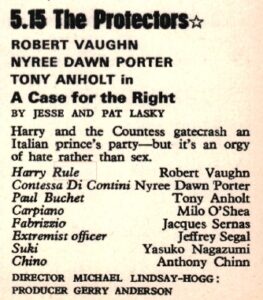 5.15 The Protectors☆
ROBERT VAUGHN
NYREE DAWN PORTER
TONY ANHOLT in
A Case for the Right
BY JESSE AND PAT LASKY
Harry and the Countess gatecrash an
Italian prince's party—but it's an orgy
of hate rather than sex.
Harry Rule Robert Vaughn
Contessa Di Contini Nyree Dawn Porter
Paul Buchet Tony Anholt
Carpiano Milo O'Shea
Fabrizzio Jacques Sernas
Extremist officer Jeffrey Segal
Suki Yasuko Nagazumi
Chino Anthony Chinn
DIRECTOR MICHAEL LINDSAY-HOGG:
PRODUCER GERRY ANDERSON